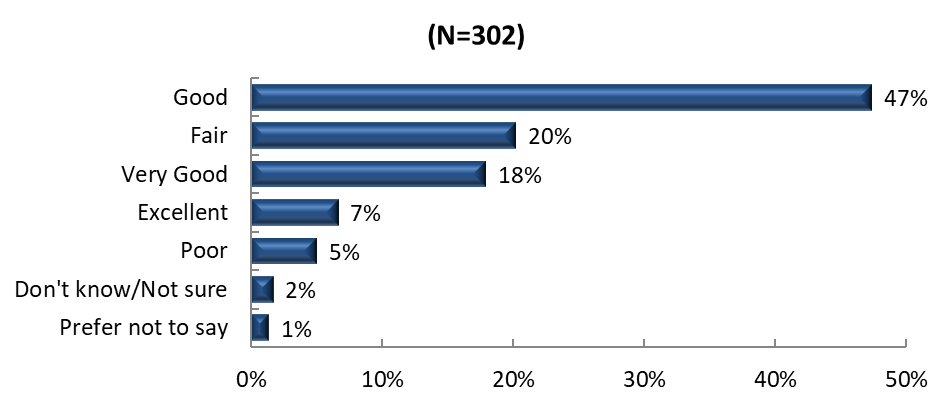 (N=302)
Good 47%
Fair 20%
Very Good 18%
Excellent 7%
Poor 5%
Don't know/Not sure 2%
Prefer not to say 1%
0% 10% 20% 30% 40% 50%